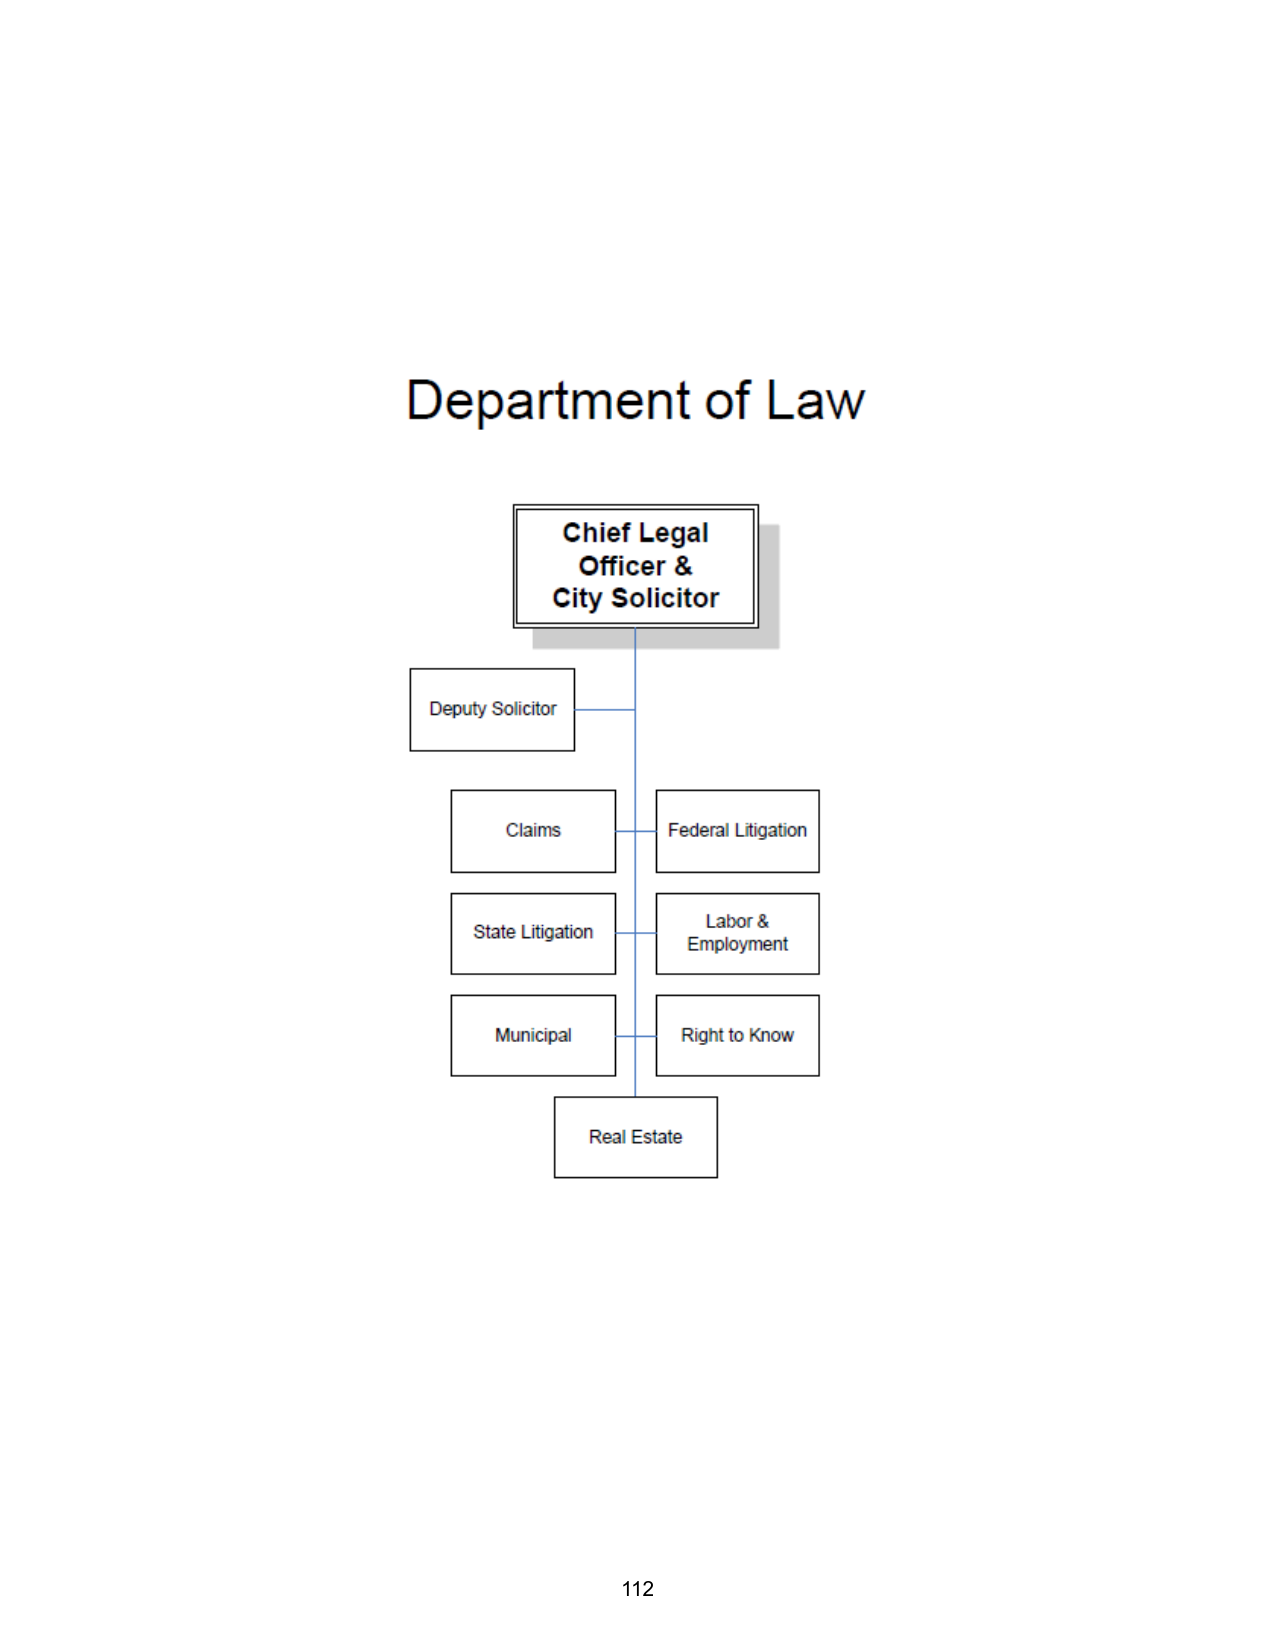 Department of Law
Chief Legal
Officer &
City Solicitor
Deputy Solicitor
Claims
Federal Litigation
State Litigation
Labor &
Employment
Municipal
Right to Know
Real Estate
112